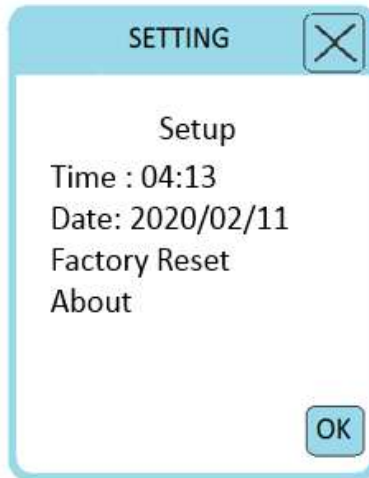 SETTING
Setup
Time : 04:13
Date: 2020/02/11
Factory Reset
About
OK